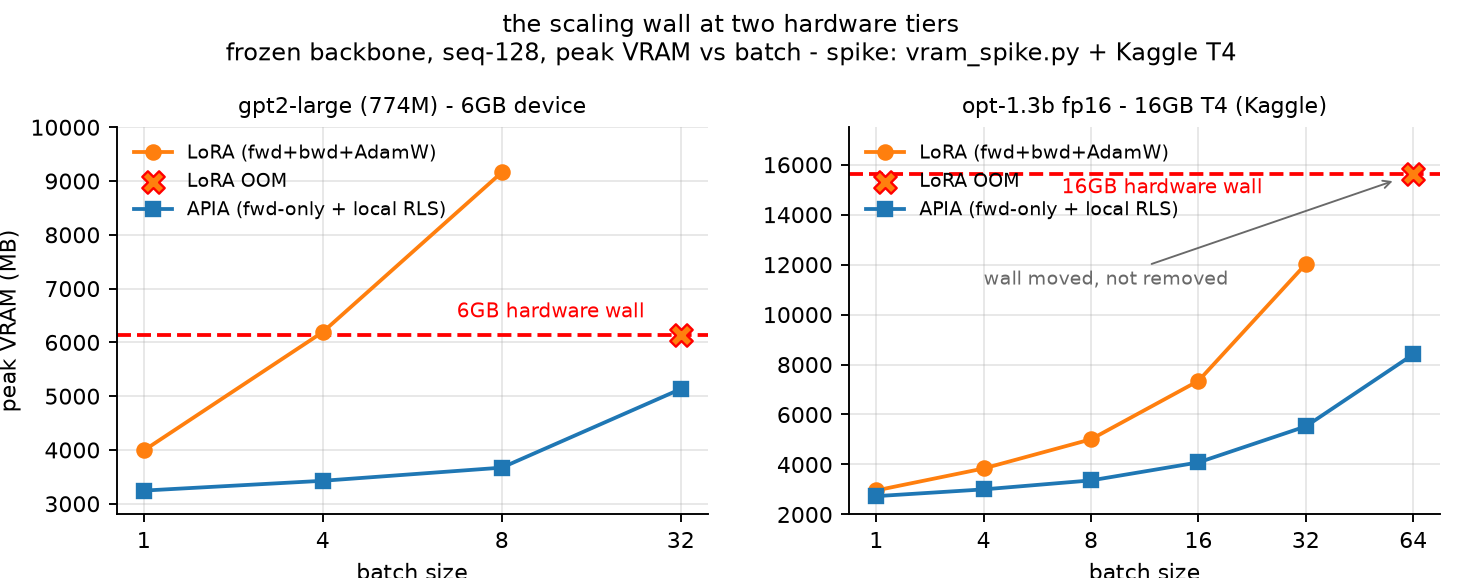 the scaling wall at two hardware tiers
frozen backbone, seq-128, peak VRAM vs batch - spike: vram_spike.py + Kaggle T4
gpt2-large (774M) - 6GB device
10000
9000
8000
7000
6000
5000
4000
3000
peak VRAM (MB)
LoRA (fwd+bwd+AdamW)
LoRA OOM
APIA (fwd-only + local RLS)
6GB hardware wall
1 4 8 32
batch size
opt-1.3b fp16 - 16GB T4 (Kaggle)
16000
14000
12000
10000
8000
6000
4000
2000
LoRA (fwd+bwd+AdamW)
LoRA OOM
16GB hardware wall
APIA (fwd-only + local RLS)
wall moved, not removed
1 4 8 16 32 64
batch size